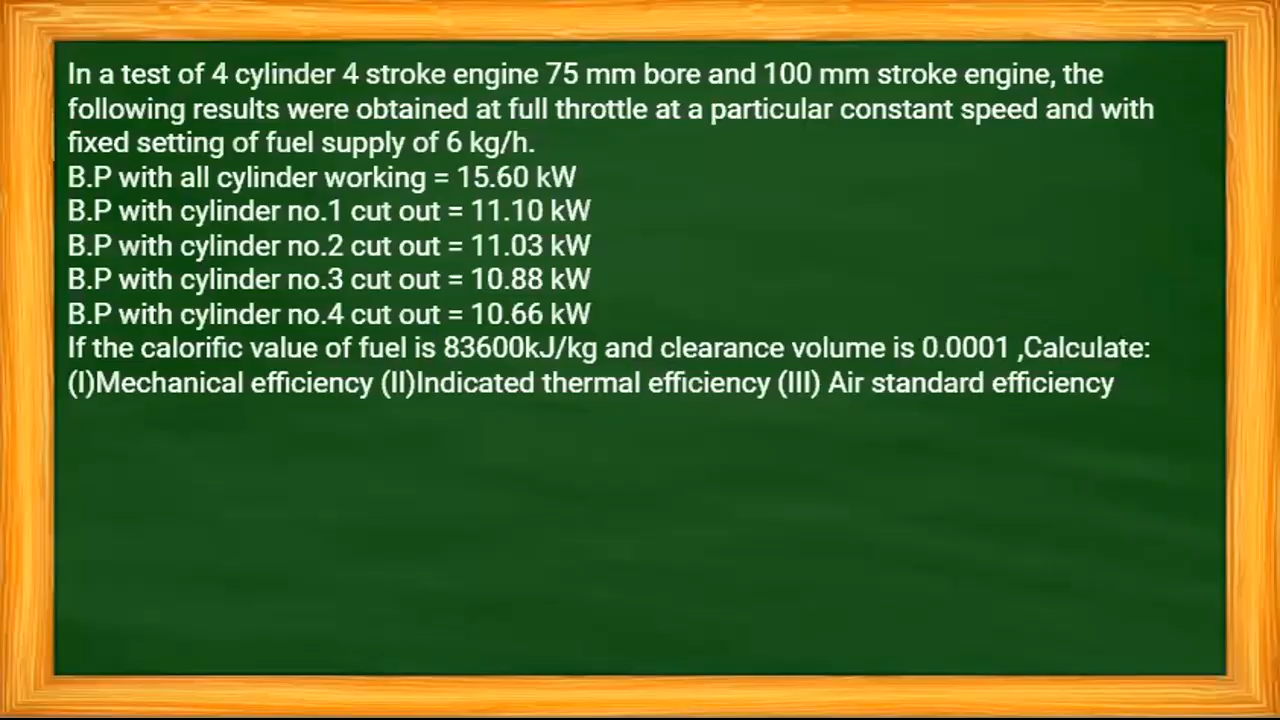 In a test of 4 cylinder 4 stroke engine 75 mm bore and 100 mm stroke engine, the
following results were obtained at full throttle at a particular constant speed and with
fixed setting of fuel supply of 6 kg/h.
B.P with all cylinder working = 15.60 kW
B.P with cylinder no.1 cut out = 11.10 kW
B.P with cylinder no.2 cut out = 11.03 kW
B.P with cylinder no.3 cut out = 10.88 kW
B.P with cylinder no.4 cut out = 10.66 kW
If the calorific value of fuel is 83600kJ/kg and clearance volume is 0.0001 ,Calculate:
(I)Mechanical efficiency (II)Indicated thermal efficiency (III) Air standard efficiency